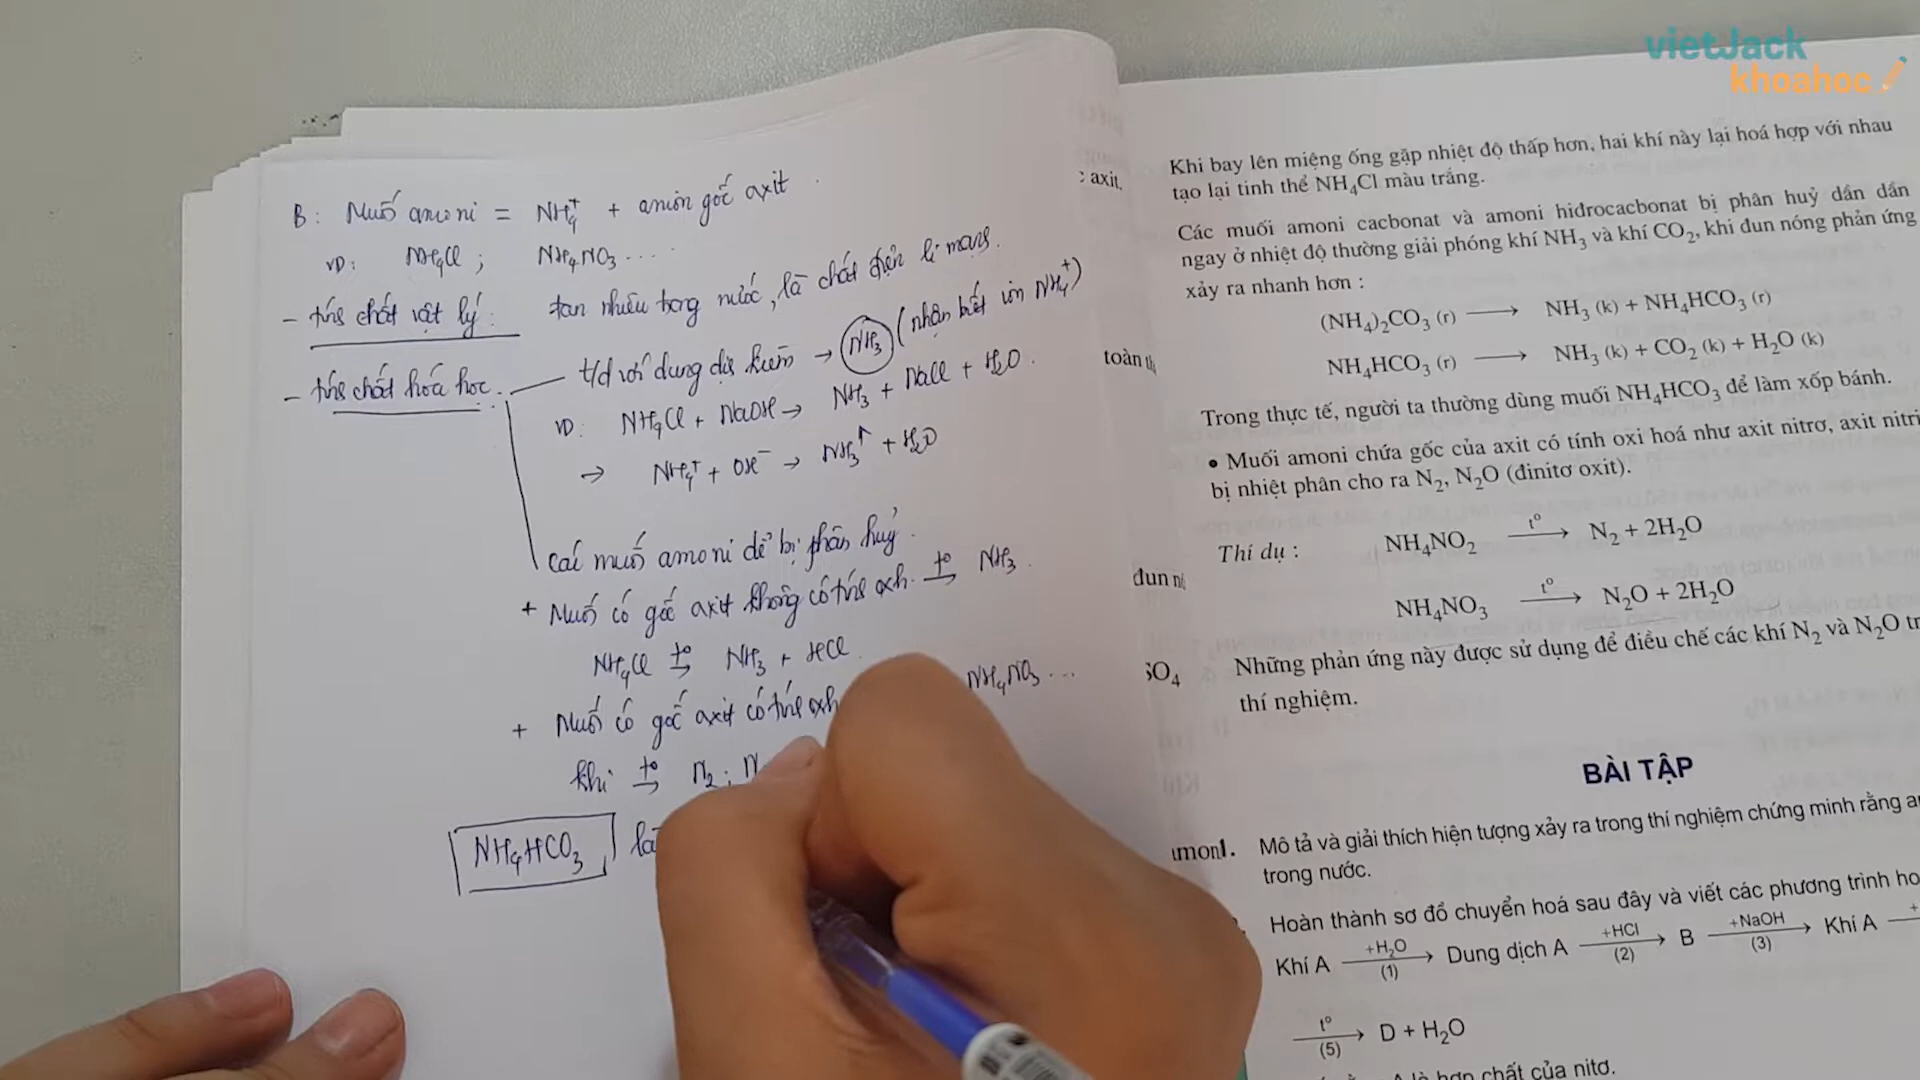 vietJack
khoahoc
B: Muối amoni = NH4+ + anion gốc axit.
VD: NH4Cl ; NH4NO3 ...
- tính chất vật lý: tan nhiều trong nước, là chất điện li mạnh.
- tính chất hóa học. t/d với dung dịch kiềm → NH3 (nhận biết ion NH4+)
VD: NH4Cl + NaOH → NH3 + NaCl + H2O.
→ NH4+ + OH- → NH3↑ + H2O
Các muối amoni dễ bị phân huỷ.
+ Muối có gốc axit không có tính oxh. t° → NH3.
NH4Cl t° → NH3 + HCl
+ Muối có gốc axit có tính oxh NH4NO3 ...
khi t° → N2 ; N
NH4HCO3 là
axit.
toàn
đun
SO4
Khi bay lên miệng ống gặp nhiệt độ thấp hơn, hai khí này lại hoá hợp với nhau
tạo lại tinh thể NH4Cl màu trắng.
Các muối amoni cacbonat và amoni hiđrocacbonat bị phân huỷ dần dần
ngay ở nhiệt độ thường giải phóng khí NH3 và khí CO2, khi đun nóng phản ứng
xảy ra nhanh hơn :
(NH4)2CO3 (r) → NH3 (k) + NH4HCO3 (r)
NH4HCO3 (r) → NH3 (k) + CO2 (k) + H2O (k)
Trong thực tế, người ta thường dùng muối NH4HCO3 để làm xốp bánh.
• Muối amoni chứa gốc của axit có tính oxi hoá như axit nitrơ, axit nitri
bị nhiệt phân cho ra N2, N2O (đinitơ oxit).
Thí dụ : NH4NO2 t° → N2 + 2H2O
NH4NO3 t° → N2O + 2H2O
Những phản ứng này được sử dụng để điều chế các khí N2 và N2O tr
thí nghiệm.
BÀI TẬP
1. Mô tả và giải thích hiện tượng xảy ra trong thí nghiệm chứng minh rằng a
trong nước.
Hoàn thành sơ đồ chuyển hoá sau đây và viết các phương trình ho
Khí A +H2O → (1) Dung dịch A +HCl → (2) B +NaOH → (3) Khí A
t° → (5) D + H2O
A là hợp chất của nitơ.